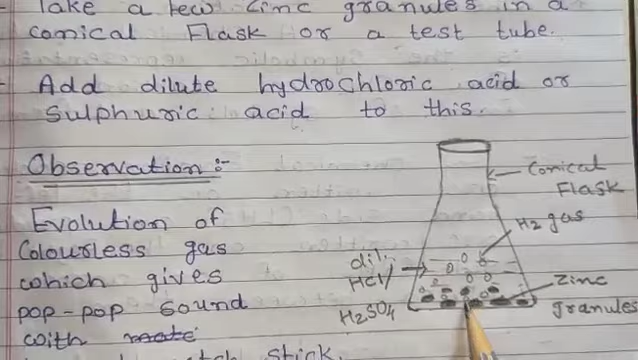 - Take a few zinc granules in a
conical Flask or a test tube.
- Add dilute hydrochloric acid or
Sulphuric acid to this.
Observation :-
Evolution of
Colourless gas
which gives
pop-pop sound
with
match stick.
Conical
Flask
H2 gas
dil.
HCl/
H2SO4
Zinc
granules